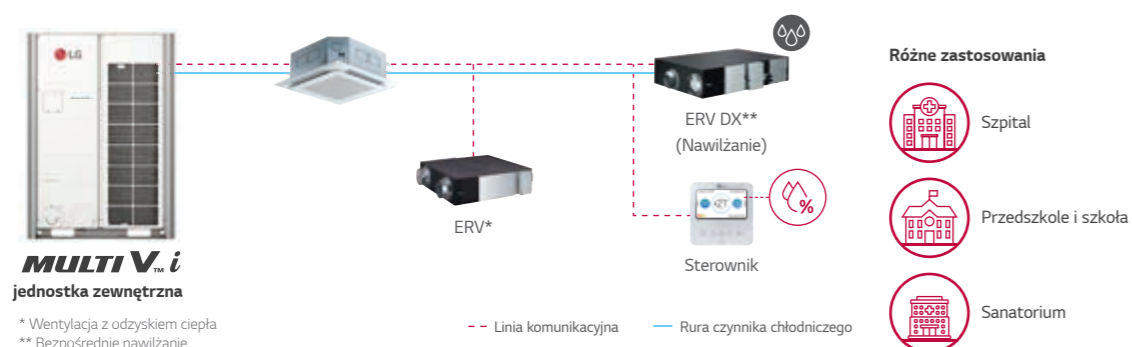 LG
MULTI V™ i
jednostka zewnętrzna
* Wentylacja z odzyskiem ciepła
** Bezpośrednie nawilżanie
ERV*
ERV DX**
(Nawilżanie)
%
Sterownik
Linia komunikacyjna
Rura czynnika chłodniczego
Różne zastosowania
Szpital
Przedszkole i szkoła
Sanatorium